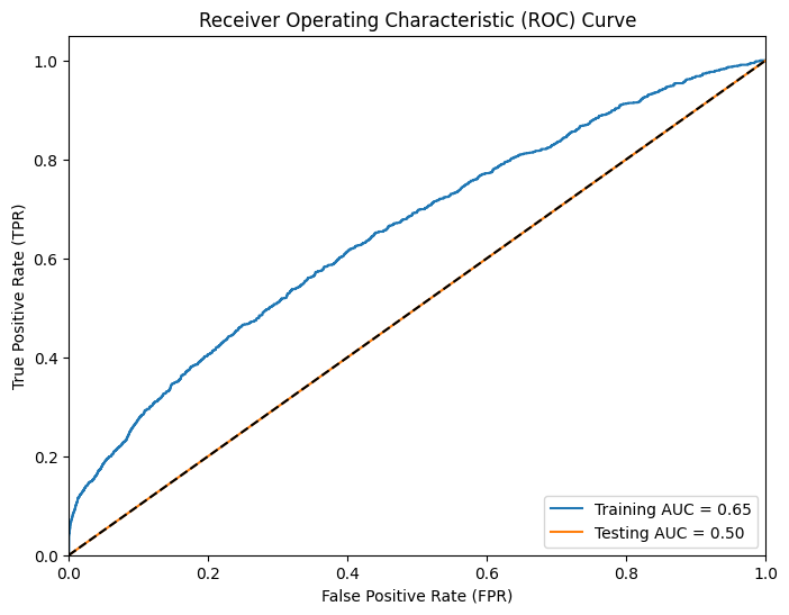 Receiver Operating Characteristic (ROC) Curve
True Positive Rate (TPR)
1.0
0.8
0.6
0.4
0.2
0.0
0.0 0.2 0.4 0.6 0.8 1.0
False Positive Rate (FPR)
Training AUC = 0.65
Testing AUC = 0.50